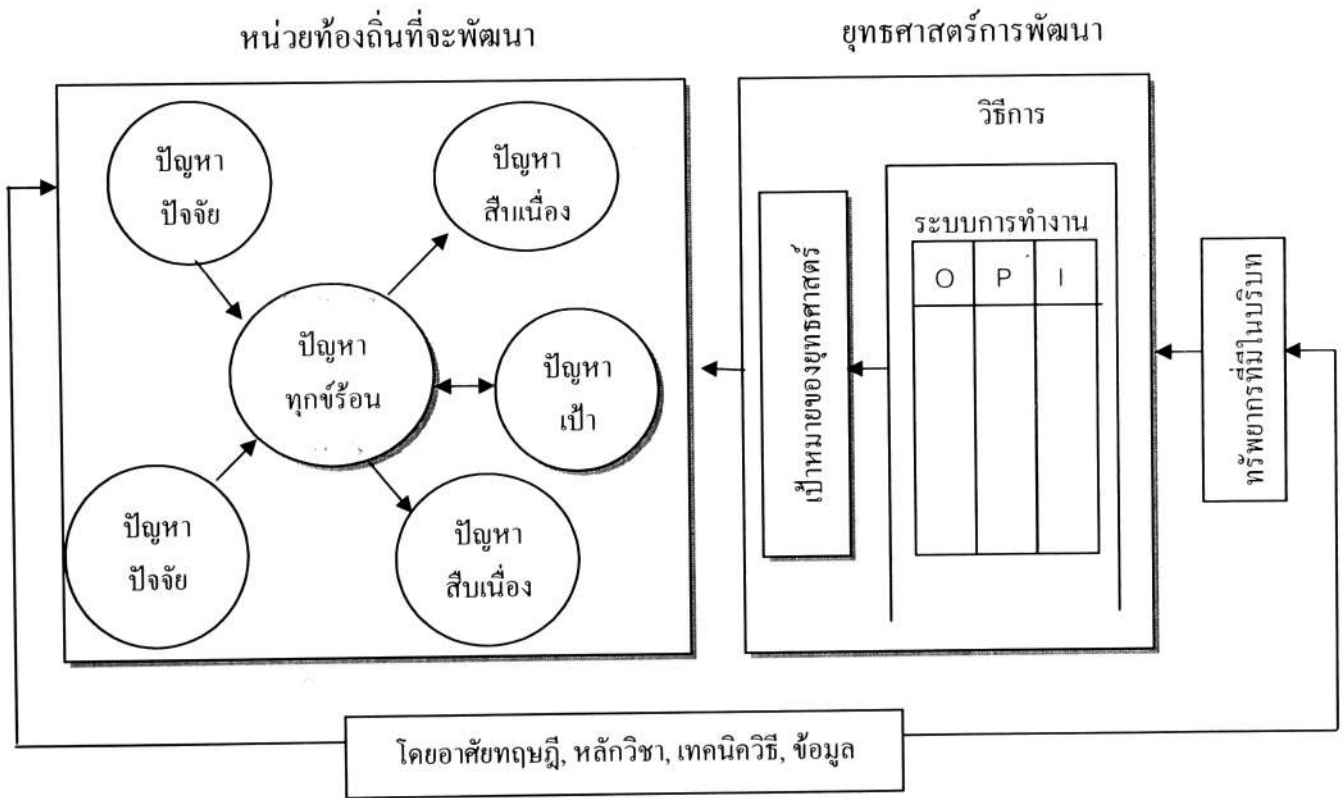 หน่วยท้องถิ่นที่จะพัฒนา
ยุทธศาสตร์การพัฒนา
ปัญหา
ปัจจัย
ปัญหา
สืบเนื่อง
ปัญหา
ทุกข์ร้อน
ปัญหา
เป้า
ปัญหา
ปัจจัย
ปัญหา
สืบเนื่อง
วิธีการ
เป้าหมายของยุทธศาสตร์
ระบบการทำงาน
O P I
ทรัพยากรที่มีในบริบท
โดยอาศัยทฤษฎี, หลักวิชา, เทคนิควิธี, ข้อมูล